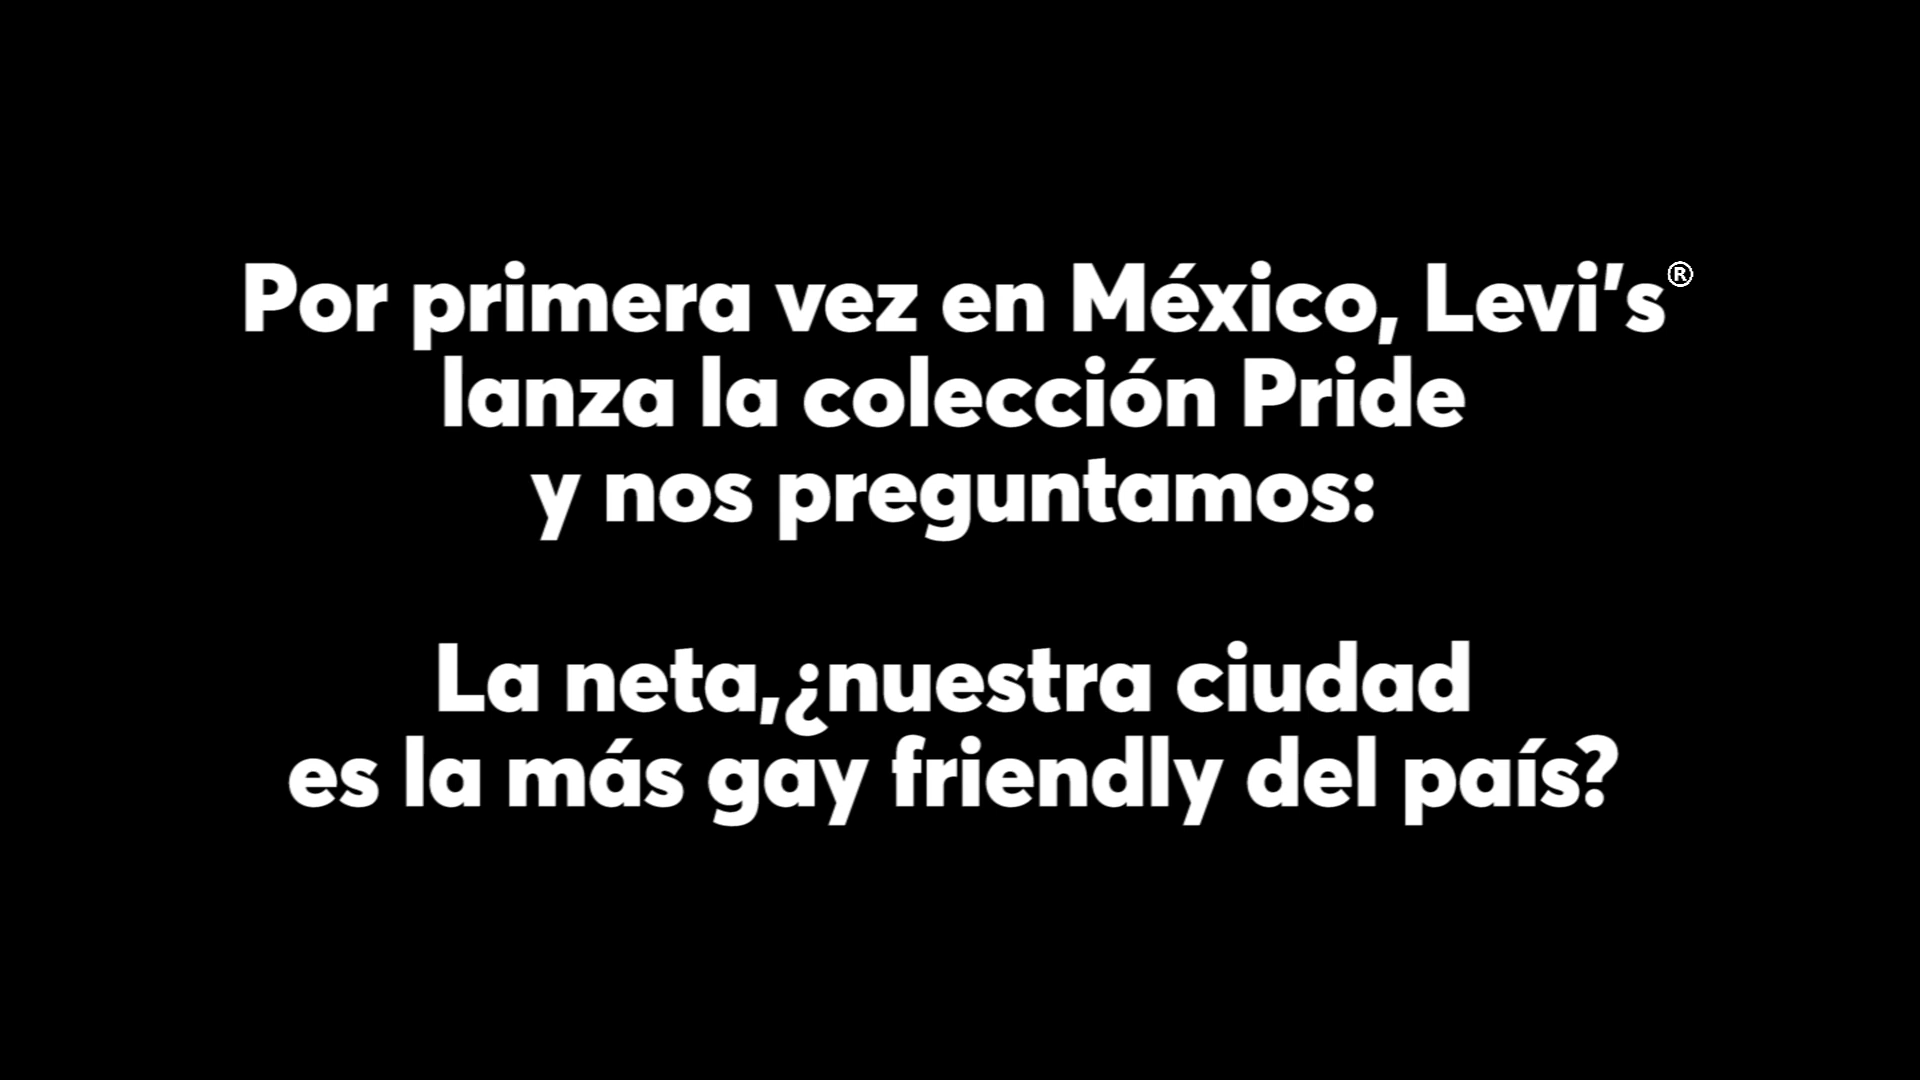 Por primera vez en México, Levi's®
lanza la colección Pride
y nos preguntamos:
La neta,¿nuestra ciudad
es la más gay friendly del país?